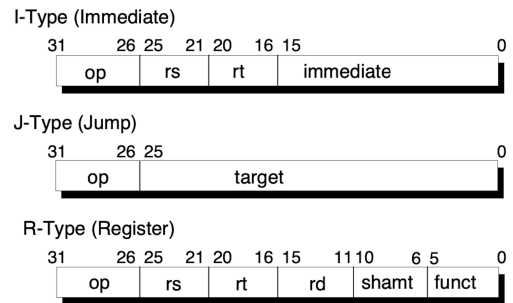 I-Type (Immediate)
31 26 25 21 20 16 15 0
op rs rt immediate
J-Type (Jump)
31 26 25 0
op target
R-Type (Register)
31 26 25 21 20 16 15 11 10 6 5 0
op rs rt rd shamt funct